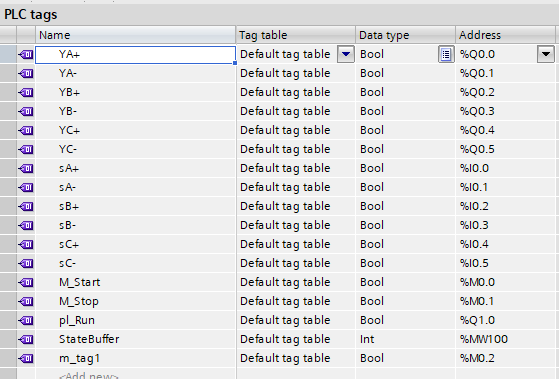 PLC tags
Name Tag table Data type Address
YA+ Default tag table Bool %Q0.0
YA- Default tag table Bool %Q0.1
YB+ Default tag table Bool %Q0.2
YB- Default tag table Bool %Q0.3
YC+ Default tag table Bool %Q0.4
YC- Default tag table Bool %Q0.5
sA+ Default tag table Bool %I0.0
sA- Default tag table Bool %I0.1
sB+ Default tag table Bool %I0.2
sB- Default tag table Bool %I0.3
sC+ Default tag table Bool %I0.4
sC- Default tag table Bool %I0.5
M_Start Default tag table Bool %M0.0
M_Stop Default tag table Bool %M0.1
pl_Run Default tag table Bool %Q1.0
StateBuffer Default tag table Int %MW100
m_tag1 Default tag table Bool %M0.2
<Add new>